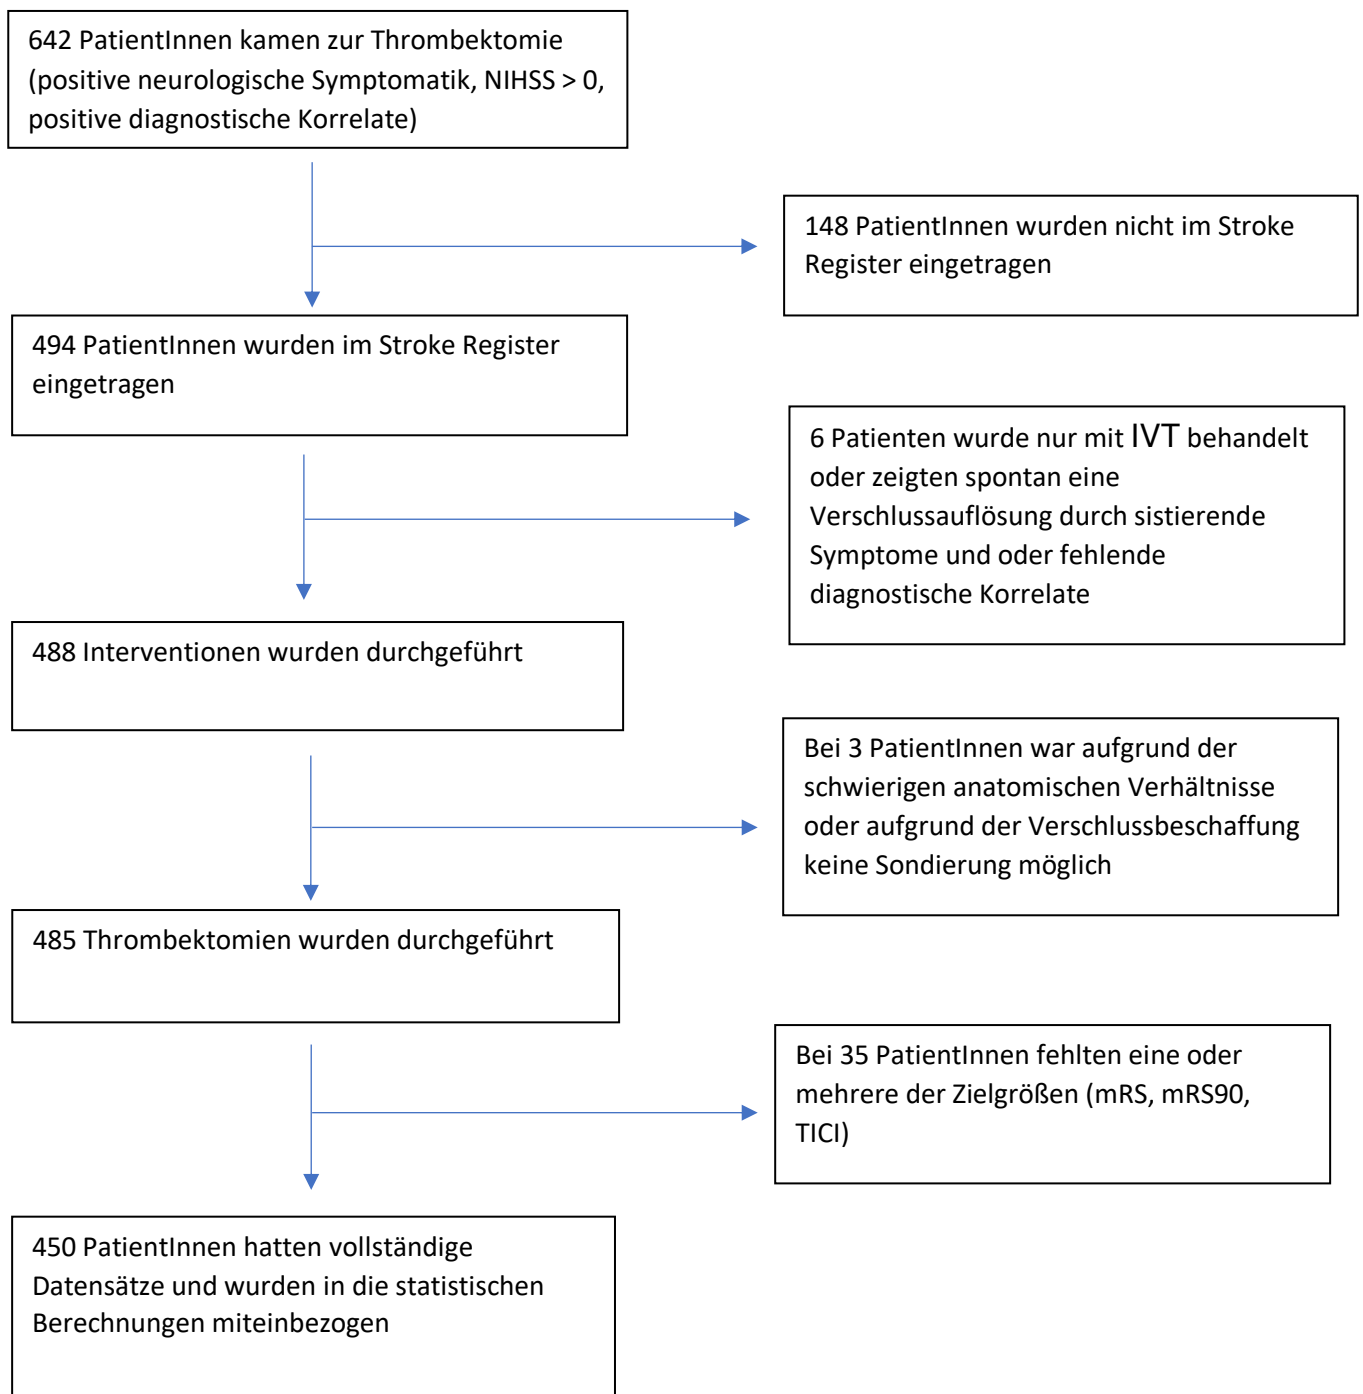 642 PatientInnen kamen zur Thrombektomie
(positive neurologische Symptomatik, NIHSS > 0,
positive diagnostische Korrelate)
148 PatientInnen wurden nicht im Stroke
Register eingetragen
494 PatientInnen wurden im Stroke Register
eingetragen
6 Patienten wurde nur mit IVT behandelt
oder zeigten spontan eine
Verschlussauflösung durch sistierende
Symptome und oder fehlende
diagnostische Korrelate
488 Interventionen wurden durchgeführt
Bei 3 PatientInnen war aufgrund der
schwierigen anatomischen Verhältnisse
oder aufgrund der Verschlussbeschaffung
keine Sondierung möglich
485 Thrombektomien wurden durchgeführt
Bei 35 PatientInnen fehlten eine oder
mehrere der Zielgrößen (mRS, mRS90,
TICI)
450 PatientInnen hatten vollständige
Datensätze und wurden in die statistischen
Berechnungen miteinbezogen